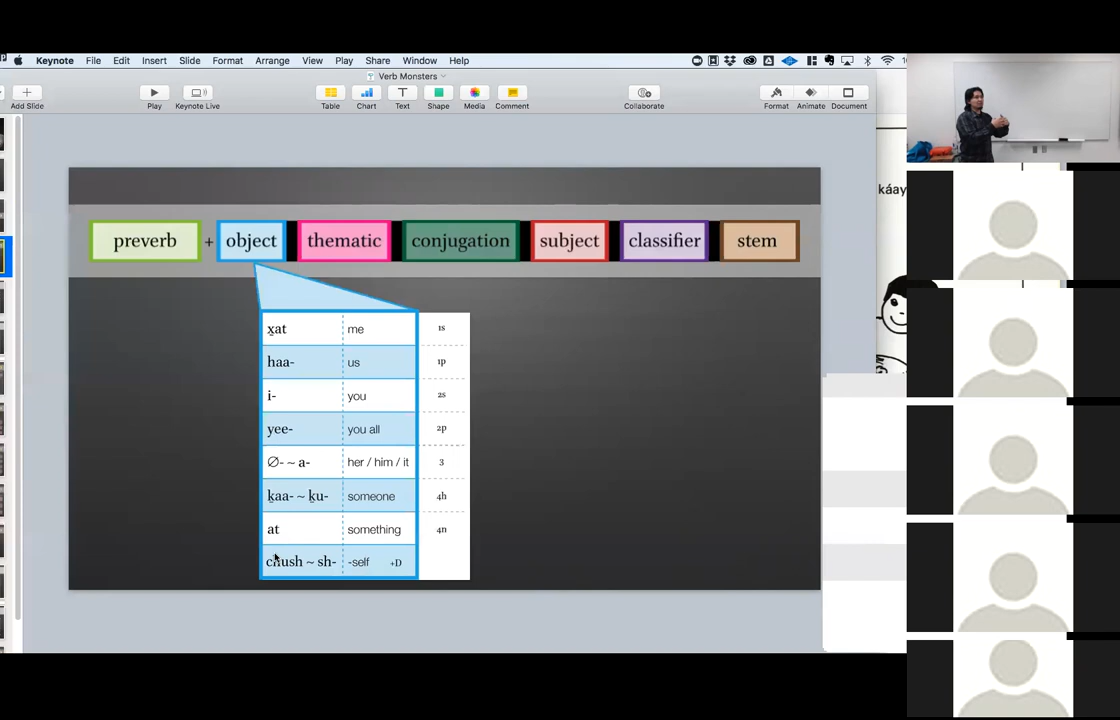 Keynote File Edit Insert Slide Format Arrange View Play Share Window Help
Verb Monsters
Add Slide Play Keynote Live Table Chart Text Shape Media Comment Collaborate Format Animate Document
káay
preverb + object thematic conjugation subject classifier stem
x̱at me 1s
haa- us 1p
i- you 2s
yee- you all 2p
∅- ~ a- her / him / it 3
ḵaa- ~ ḵu- someone 4h
at something 4n
chush ~ sh- -self +D